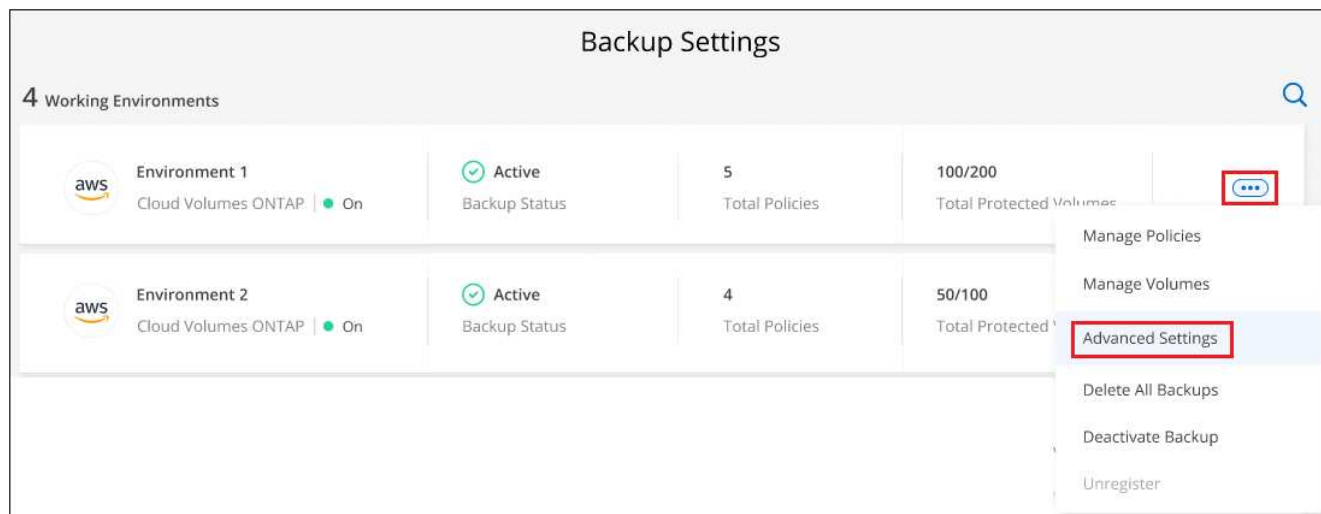 Backup Settings
4 Working Environments
aws
Environment 1
Cloud Volumes ONTAP | On
Active
Backup Status
5
Total Policies
100/200
Total Protected Volumes
Manage Policies
Manage Volumes
Advanced Settings
Delete All Backups
Deactivate Backup
Unregister
aws
Environment 2
Cloud Volumes ONTAP | On
Active
Backup Status
4
Total Policies
50/100
Total Protected